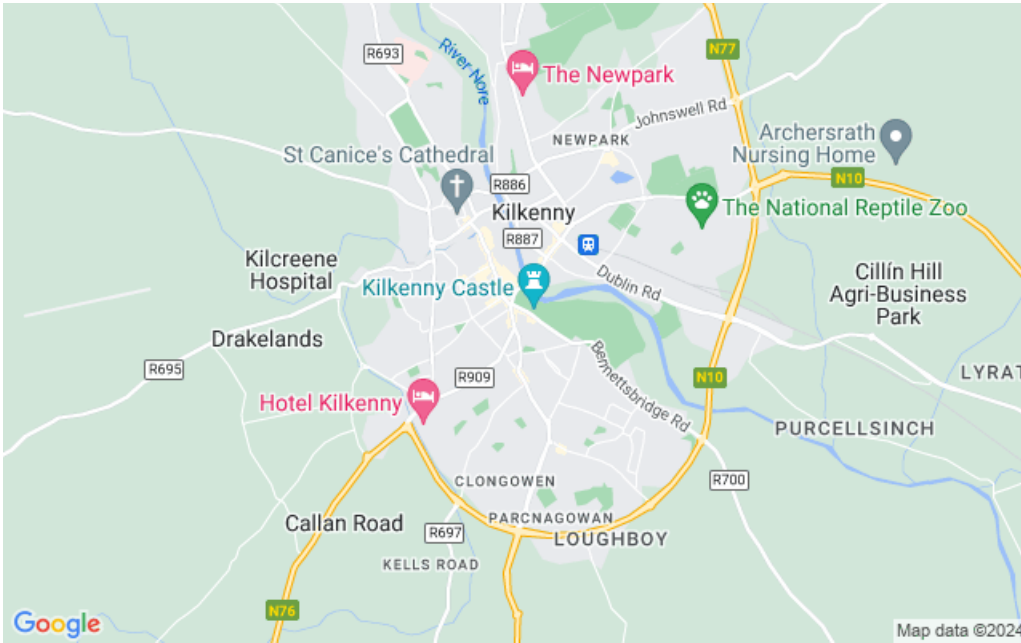 R693
River Nore
The Newpark
N77
Johnswell Rd
NEWPARK
Archersrath
Nursing Home
St Canice's Cathedral
R886
N10
Kilkenny
The National Reptile Zoo
R887
Kilcreene
Hospital
Kilkenny Castle
Dublin Rd
Cillín Hill
Agri-Business
Park
Drakelands
R695
R909
Bennettsbridge Rd
N10
LYRAT
Hotel Kilkenny
PURCELLSINCH
CLONGOWEN
R700
PARCNAGOWAN
Callan Road
R697
LOUGHBOY
KELLS ROAD
N76
Google
Map data ©2024